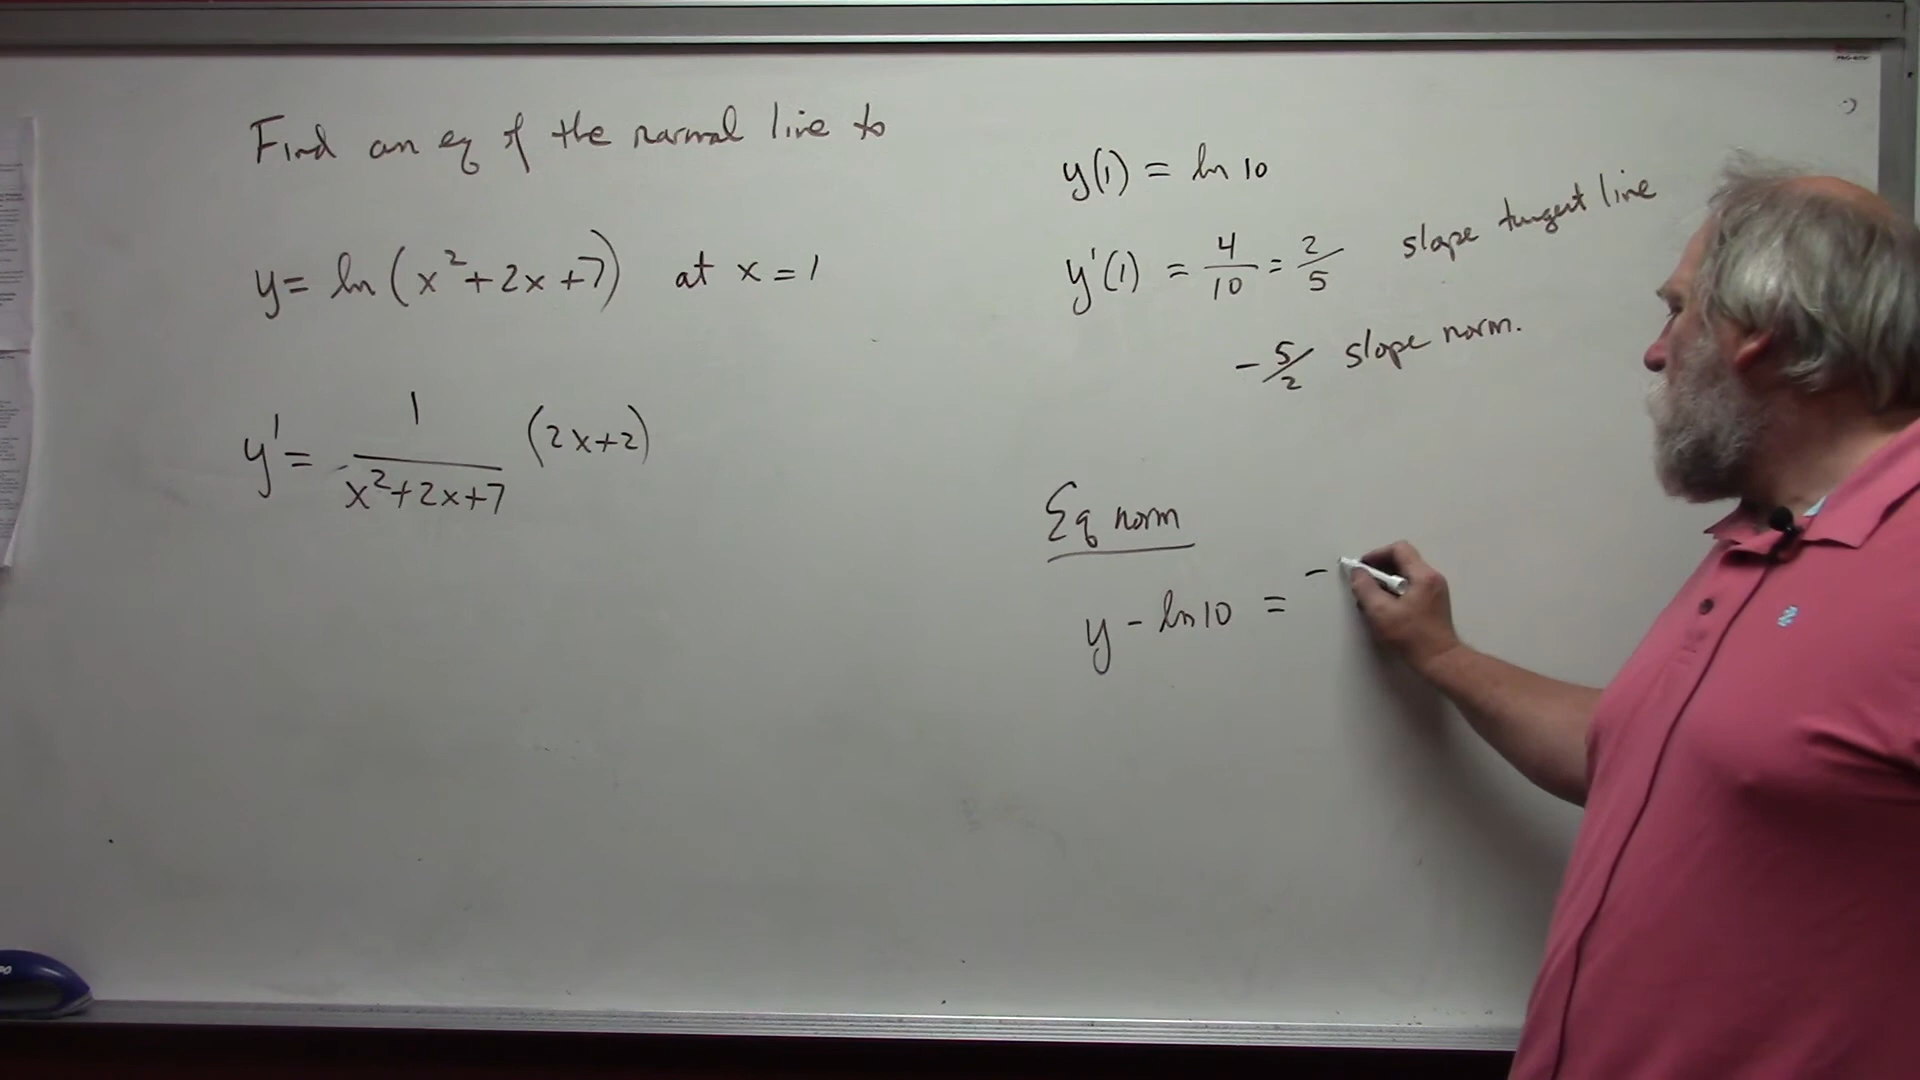 Find an eq of the normal line to
y = ln(x²+2x+7) at x=1
y' = 1/(x²+2x+7) (2x+2)
y(1) = ln 10
y'(1) = 4/10 = 2/5 slope tangent line
-5/2 slope norm.
Eq norm
y - ln 10 = -